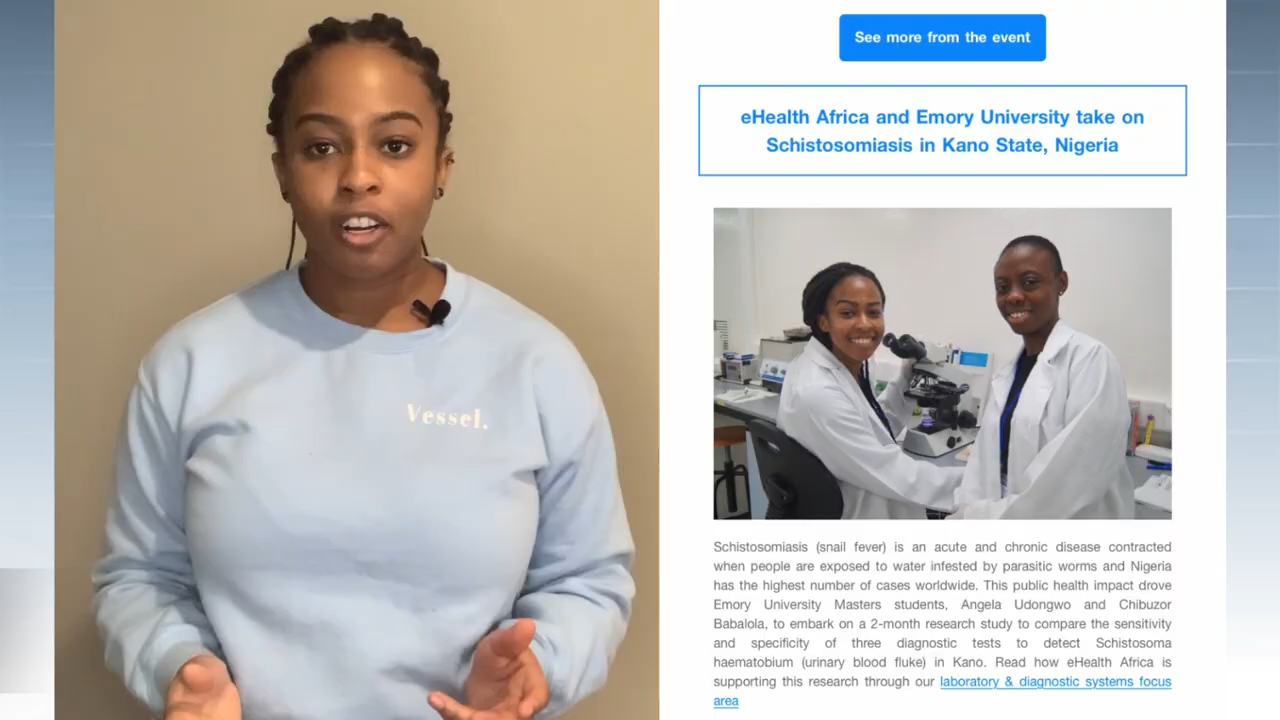 Vessel.
See more from the event
eHealth Africa and Emory University take on
Schistosomiasis in Kano State, Nigeria
Schistosomiasis (snail fever) is an acute and chronic disease contracted
when people are exposed to water infested by parasitic worms and Nigeria
has the highest number of cases worldwide. This public health impact drove
Emory University Masters students, Angela Udongwo and Chibuzor
Babalola, to embark on a 2-month research study to compare the sensitivity
and specificity of three diagnostic tests to detect Schistosoma
haematobium (urinary blood fluke) in Kano. Read how eHealth Africa is
supporting this research through our laboratory & diagnostic systems focus
area